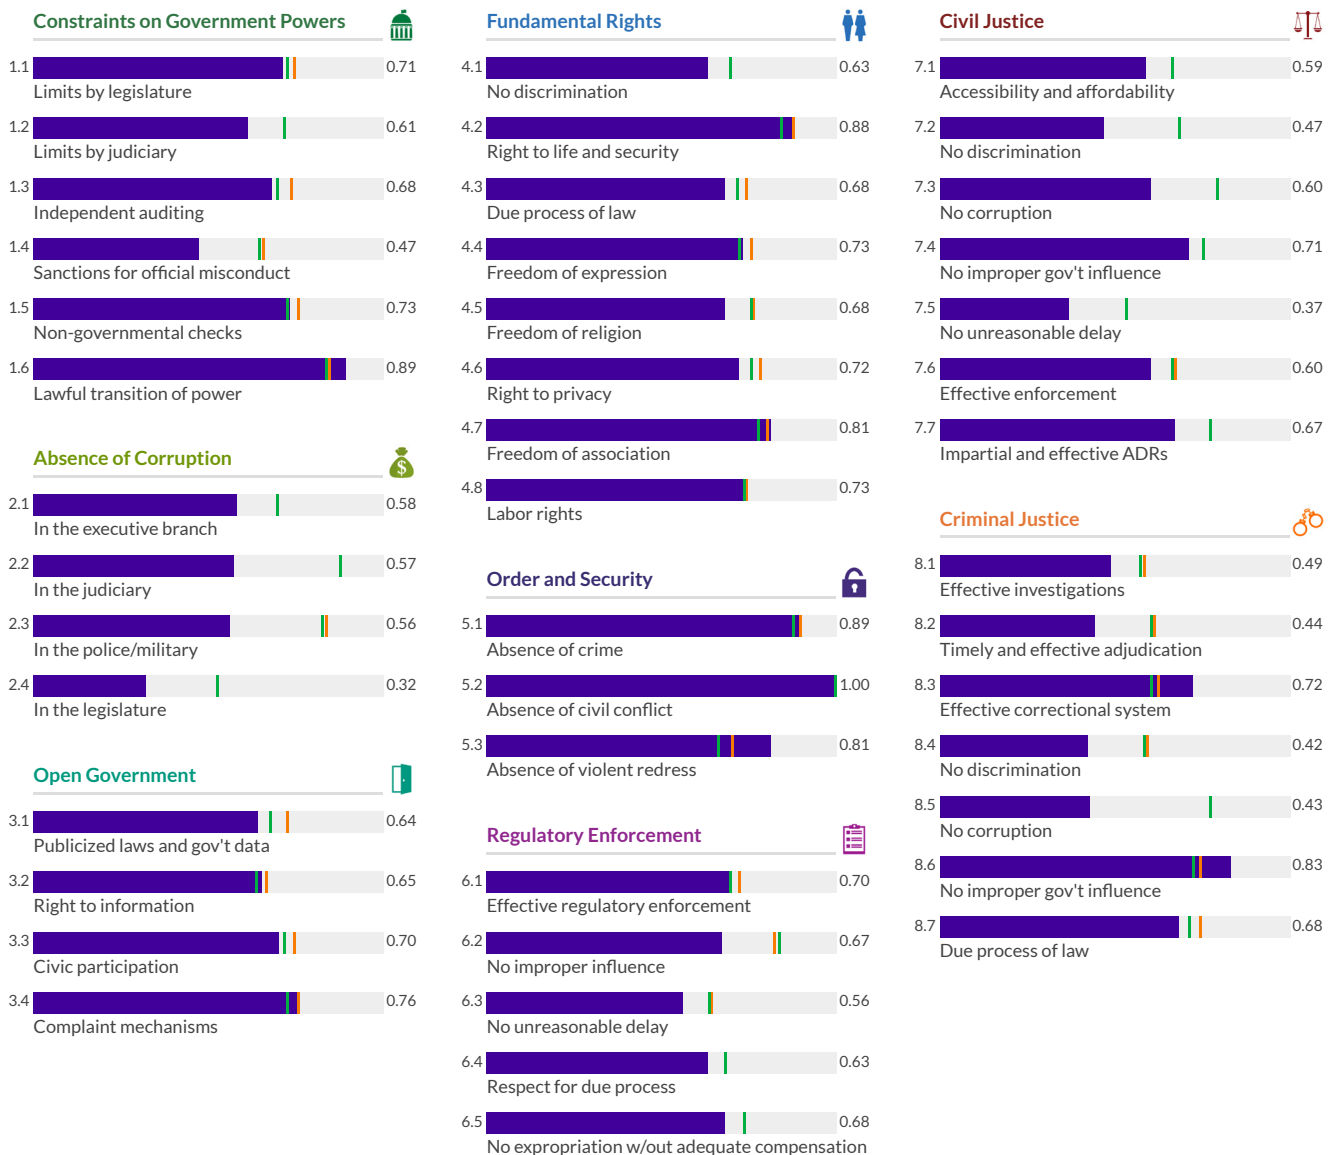 Constraints on Government Powers
1.1 0.71
Limits by legislature
1.2 0.61
Limits by judiciary
1.3 0.68
Independent auditing
1.4 0.47
Sanctions for official misconduct
1.5 0.73
Non-governmental checks
1.6 0.89
Lawful transition of power
Absence of Corruption
$
2.1 0.58
In the executive branch
2.2 0.57
In the judiciary
2.3 0.56
In the police/military
2.4 0.32
In the legislature
Open Government
3.1 0.64
Publicized laws and gov't data
3.2 0.65
Right to information
3.3 0.70
Civic participation
3.4 0.76
Complaint mechanisms
Fundamental Rights
4.1 0.63
No discrimination
4.2 0.88
Right to life and security
4.3 0.68
Due process of law
4.4 0.73
Freedom of expression
4.5 0.68
Freedom of religion
4.6 0.72
Right to privacy
4.7 0.81
Freedom of association
4.8 0.73
Labor rights
Order and Security
5.1 0.89
Absence of crime
5.2 1.00
Absence of civil conflict
5.3 0.81
Absence of violent redress
Regulatory Enforcement
6.1 0.70
Effective regulatory enforcement
6.2 0.67
No improper influence
6.3 0.56
No unreasonable delay
6.4 0.63
Respect for due process
6.5 0.68
No expropriation w/out adequate compensation
Civil Justice
7.1 0.59
Accessibility and affordability
7.2 0.47
No discrimination
7.3 0.60
No corruption
7.4 0.71
No improper gov't influence
7.5 0.37
No unreasonable delay
7.6 0.60
Effective enforcement
7.7 0.67
Impartial and effective ADRs
Criminal Justice
8.1 0.49
Effective investigations
8.2 0.44
Timely and effective adjudication
8.3 0.72
Effective correctional system
8.4 0.42
No discrimination
8.5 0.43
No corruption
8.6 0.83
No improper gov't influence
8.7 0.68
Due process of law